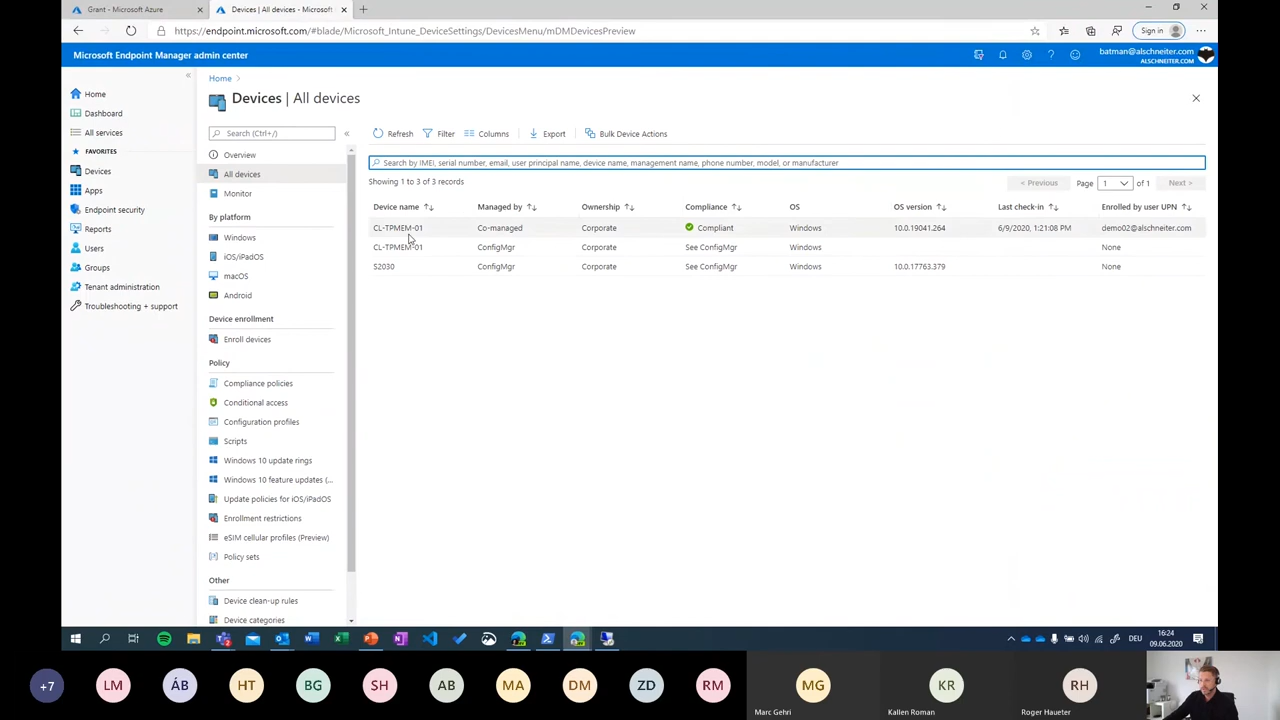 Grant - Microsoft Azure
Devices | All devices - Microsoft
https://endpoint.microsoft.com/#blade/Microsoft_Intune_DeviceSettings/DevicesMenu/mDMDevicesPreview
Sign in
Microsoft Endpoint Manager admin center
batman@alschneiter.com
ALSCHNEITER.COM
Home
Dashboard
All services
FAVORITES
Devices
Apps
Endpoint security
Reports
Users
Groups
Tenant administration
Troubleshooting + support
Home >
Devices | All devices
Search (Ctrl+/)
Overview
All devices
Monitor
By platform
Windows
iOS/iPadOS
macOS
Android
Device enrollment
Enroll devices
Policy
Compliance policies
Conditional access
Configuration profiles
Scripts
Windows 10 update rings
Windows 10 feature updates (...
Update policies for iOS/iPadOS
Enrollment restrictions
eSIM cellular profiles (Preview)
Policy sets
Other
Device clean-up rules
Device categories
Refresh Filter Columns Export Bulk Device Actions
Search by IMEI, serial number, email, user principal name, device name, management name, phone number, model, or manufacturer
Showing 1 to 3 of 3 records
< Previous Page 1 of 1 Next >
Device name Managed by Ownership Compliance OS OS version Last check-in Enrolled by user UPN
CL-TPMEM-01 Co-managed Corporate Compliant Windows 10.0.19041.264 6/9/2020, 1:21:08 PM demo02@alschneiter.com
CL-TPMEM-01 ConfigMgr Corporate See ConfigMgr Windows None
S2030 ConfigMgr Corporate See ConfigMgr Windows 10.0.17763.379 None
DEU
16:24
09.06.2020
+7
LM
ÁB
HT
BG
SH
AB
MA
DM
ZD
RM
MG
Marc Gehri
KR
Kallen Roman
RH
Roger Haueter